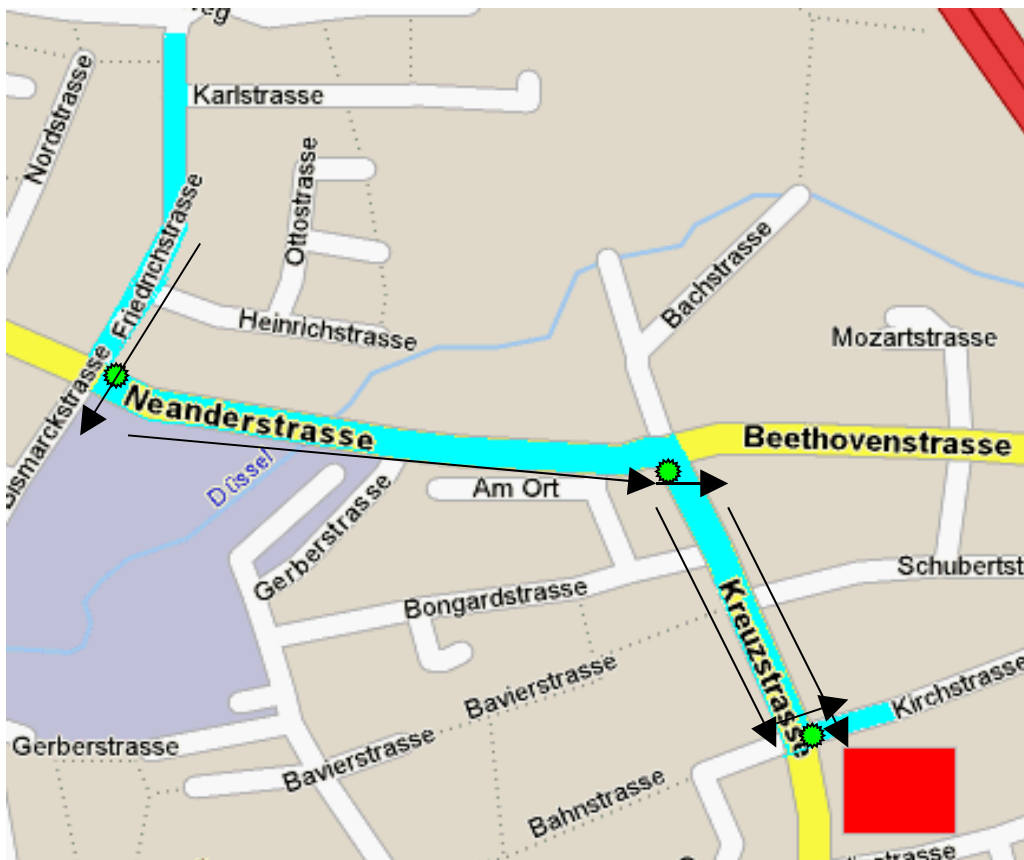 Karlstrasse
Nordstrasse
Ottostrasse
Friedrichstrasse
Bachstrasse
Heinrichstrasse
Mozartstrasse
Bismarckstrasse
Neanderstrasse
Beethovenstrasse
Düssel
Am Ort
Gerberstrasse
Schubertst
Bongardstrasse
Kreuzstrasse
Bavierstrasse
Kirchstrasse
Gerberstrasse
Bavierstrasse
Bahnstrasse